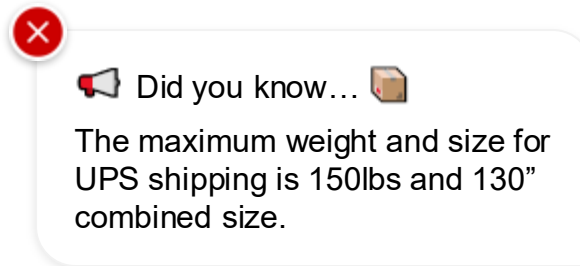 Did you know…
The maximum weight and size for
UPS shipping is 150lbs and 130”
combined size.